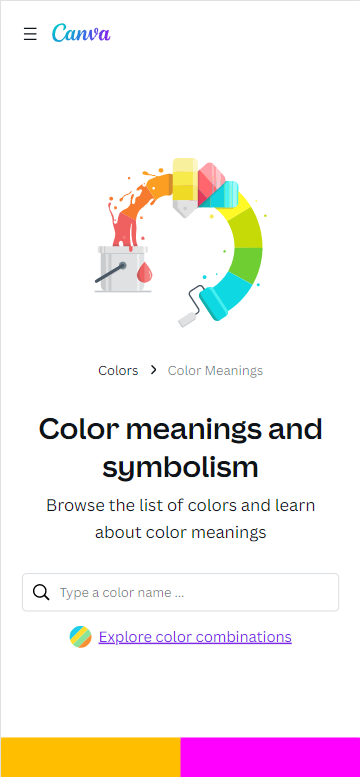 Canva
Colors > Color Meanings
Color meanings and
symbolism
Browse the list of colors and learn
about color meanings
Type a color name ...
Explore color combinations